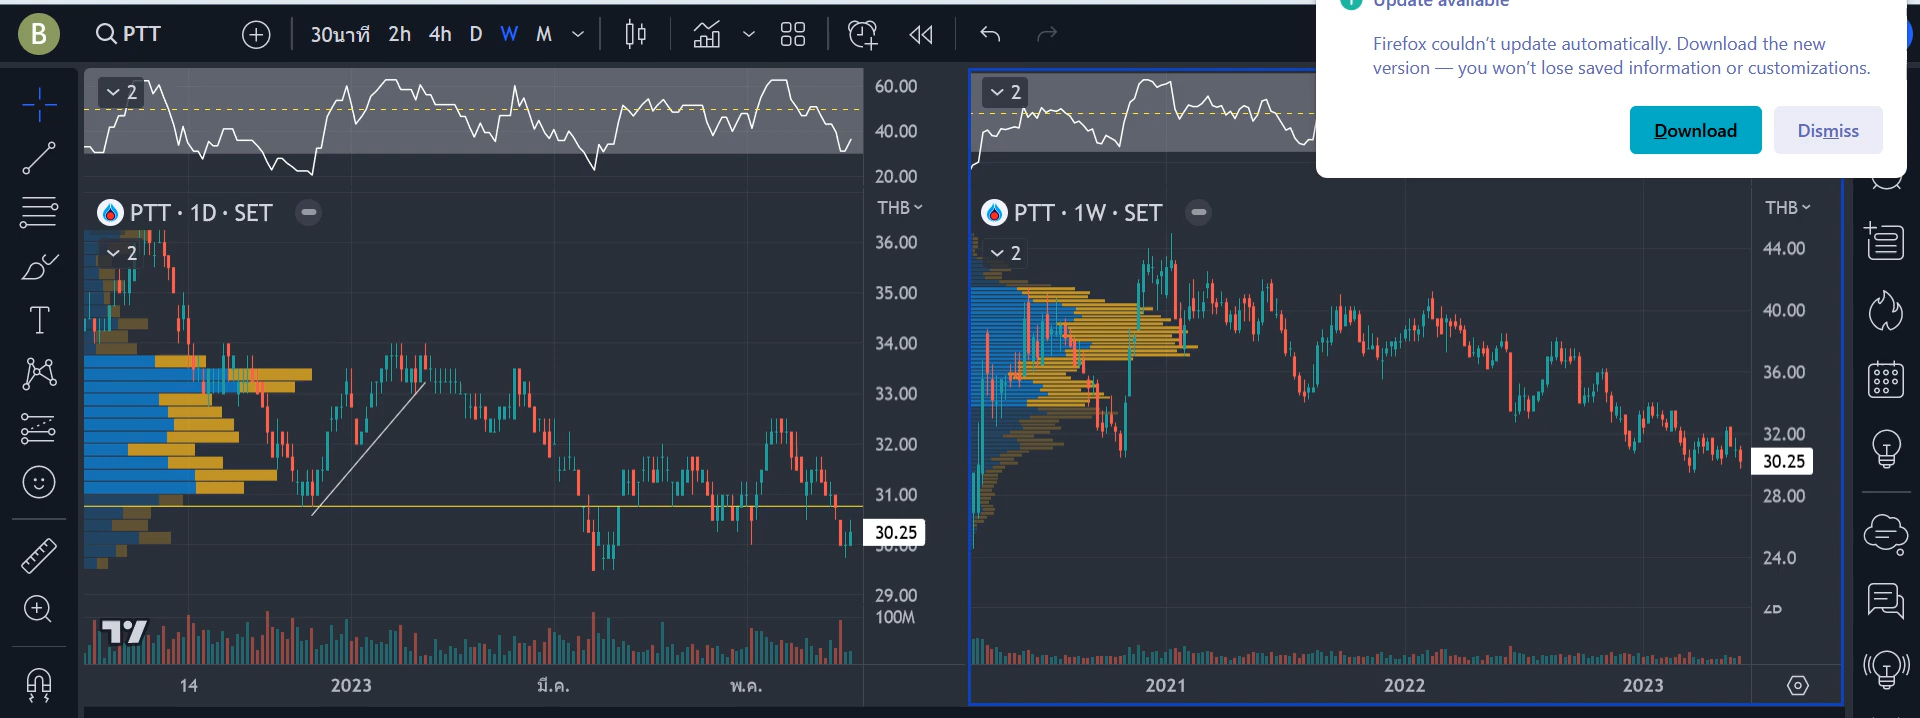 B
PTT
30นาที
2h
4h
D
W
M
Update available
Firefox couldn't update automatically. Download the new
version — you won't lose saved information or customizations.
Download
Dismiss
2
60.00
40.00
20.00
PTT · 1D · SET
THB
2
36.00
35.00
34.00
33.00
32.00
31.00
30.25
30.00
29.00
100M
14
2023
มี.ค.
พ.ค.
2
PTT · 1W · SET
THB
2
44.00
40.00
36.00
32.00
30.25
28.00
24.0
2021
2022
2023